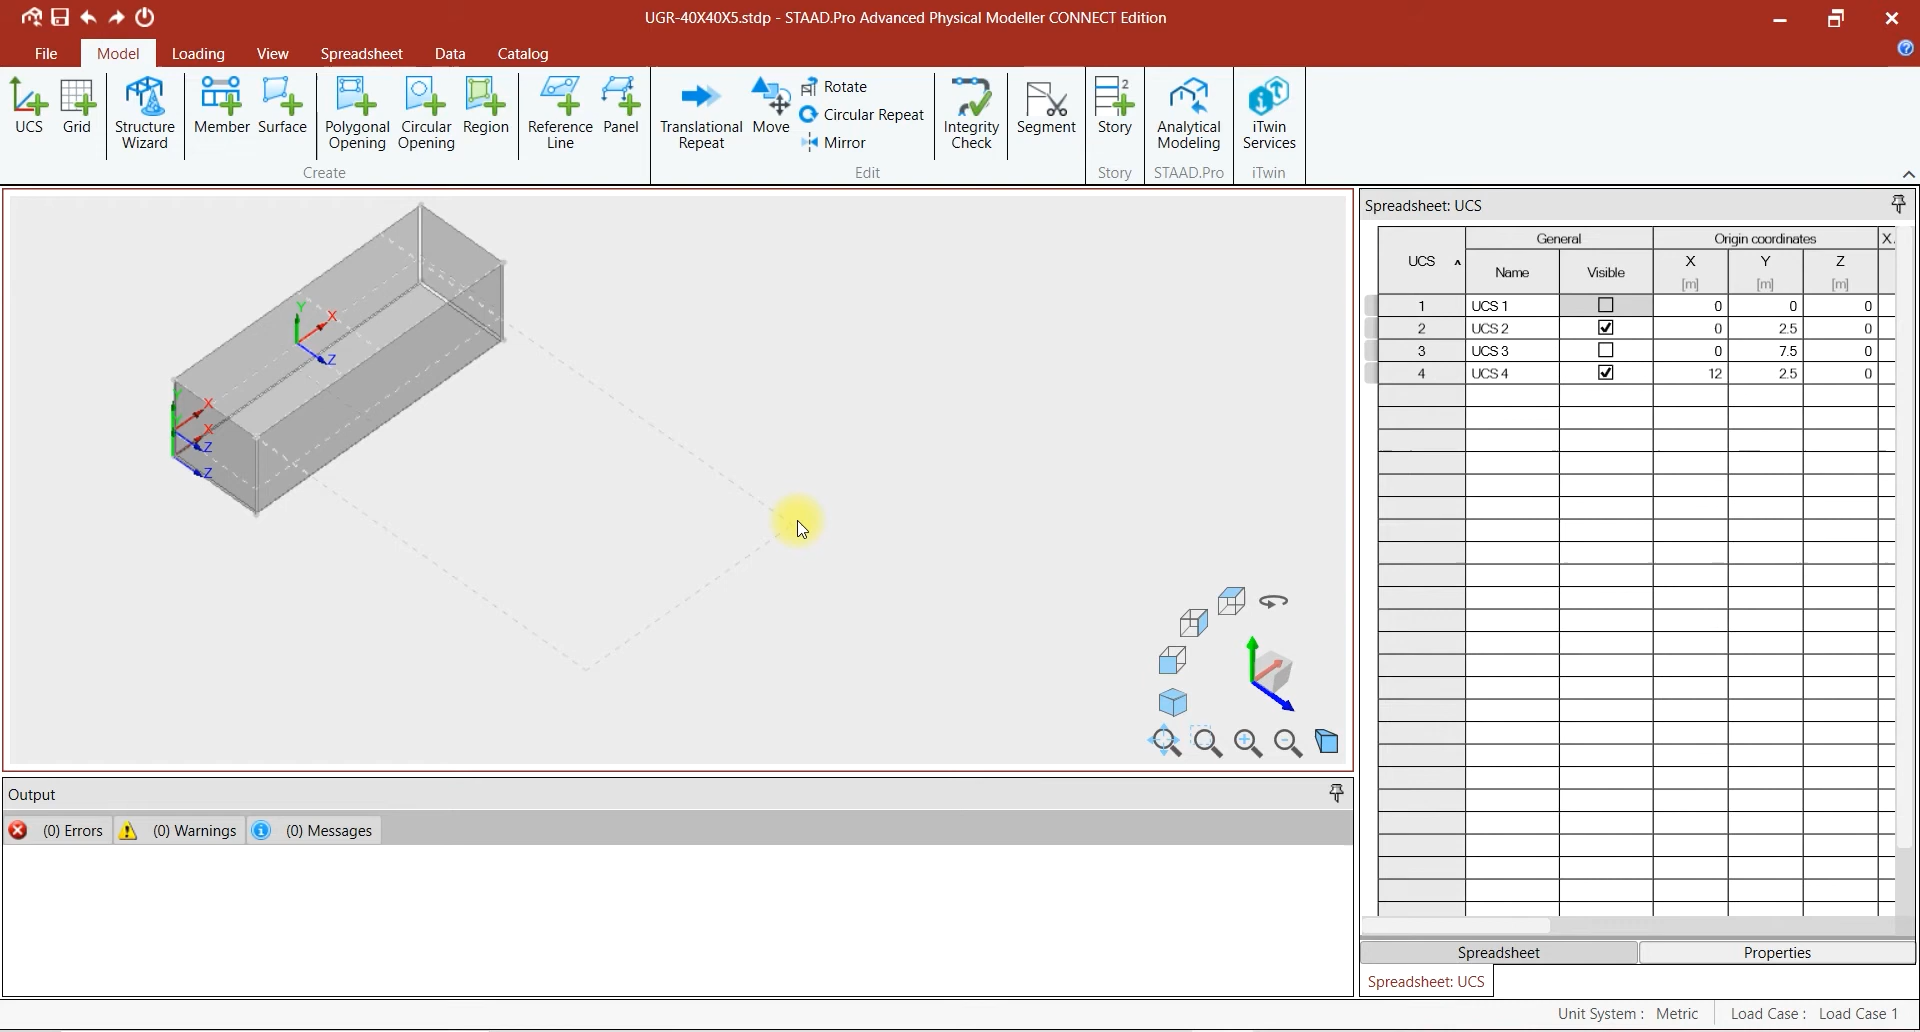 UGR-40X40X5.stdp - STAAD.Pro Advanced Physical Modeller CONNECT Edition
File Model Loading View Spreadsheet Data Catalog
UCS Grid Structure Wizard Member Surface Polygonal Opening Circular Opening Region Reference Line Panel Translational Repeat Move Rotate Circular Repeat Mirror Integrity Check Segment Story Analytical Modeling iTwin Services
Create Edit Story STAAD.Pro iTwin
Spreadsheet: UCS
General Origin coordinates X
UCS Name Visible X Y Z
[m] [m] [m]
1 UCS 1 0 0 0
2 UCS 2 0 2.5 0
3 UCS 3 0 7.5 0
4 UCS 4 12 2.5 0
Y X
Z
Y X
X
Z
Z
Output
(0) Errors (0) Warnings (0) Messages
Spreadsheet Properties
Spreadsheet: UCS
Unit System : Metric Load Case : Load Case 1